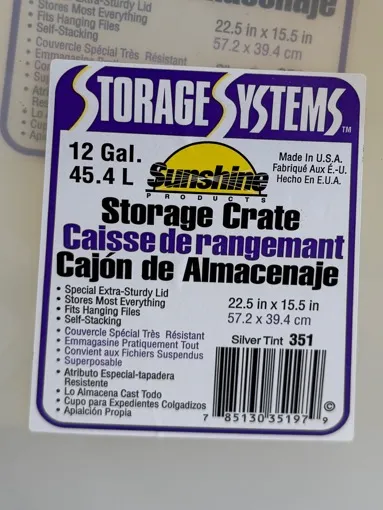 -Sturdy Lid
Stores Most Everything
Fits Hanging Files
Self-Stacking
Couvercle Spécial Très Résistant
22.5 in x 15.5 in
57.2 x 39.4 cm
STORAGE SYSTEMS TM
12 Gal.
45.4 L
Sunshine
PRODUCTS
Made In U.S.A.
Fabriqué Aux É.-U.
Hecho En E.U.A.
Storage Crate
Caisse de rangement
Cajón de Almacenaje
• Special Extra-Sturdy Lid
• Stores Most Everything
• Fits Hanging Files
• Self-Stacking
• Couvercle Spécial Très Résistant
• Emmagasine Pratiquement Tout
• Convient aux Fichiers Suspendus
• Superposable
• Atributo Especial-tapadera
Resistente
• Lo Almacena Cast Todo
• Cupo para Expedientes Colgadizos
• Apialción Propia
22.5 in x 15.5 in
57.2 x 39.4 cm
Silver Tint 351
7 85130 35197 9
©